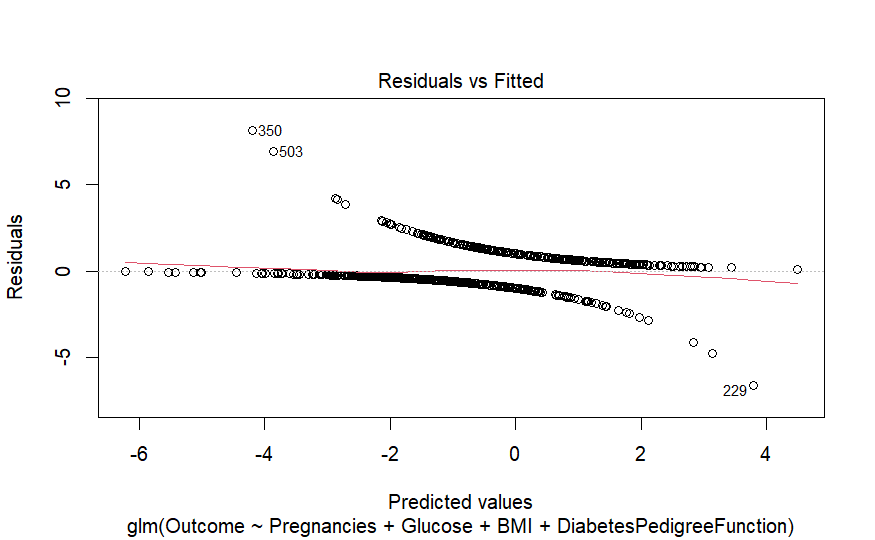 Residuals vs Fitted
10
5
0
-5
Residuals
350
503
229
-6 -4 -2 0 2 4
Predicted values
glm(Outcome ~ Pregnancies + Glucose + BMI + DiabetesPedigreeFunction)